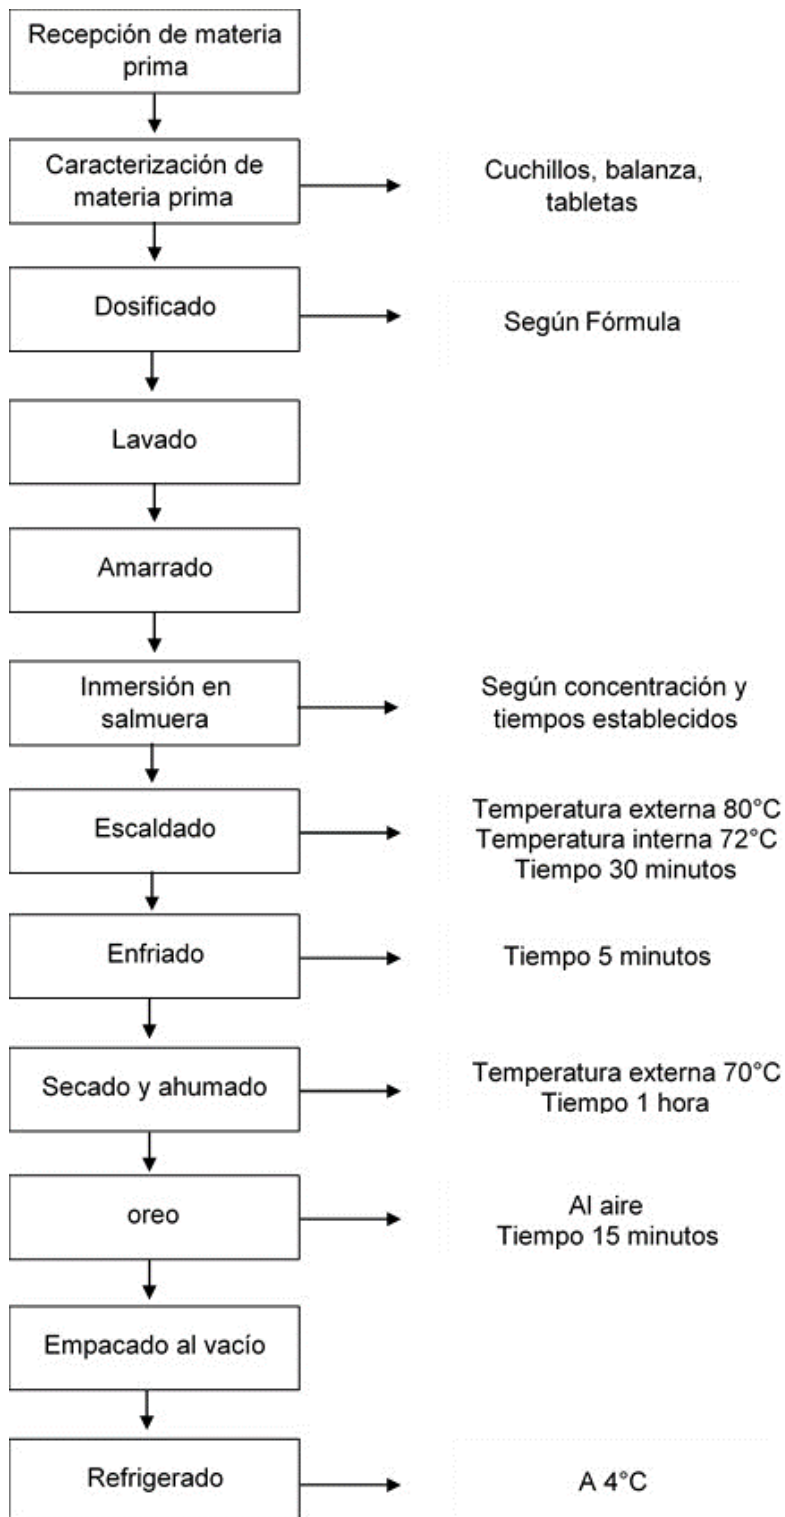 Recepción de materia
prima
Caracterización de
materia prima
Cuchillos, balanza,
tabletas
Dosificado
Según Fórmula
Lavado
Amarrado
Inmersión en
salmuera
Según concentración y
tiempos establecidos
Escaldado
Temperatura externa 80°C
Temperatura interna 72°C
Tiempo 30 minutos
Enfriado
Tiempo 5 minutos
Secado y ahumado
Temperatura externa 70°C
Tiempo 1 hora
oreo
Al aire
Tiempo 15 minutos
Empacado al vacío
Refrigerado
A 4°C